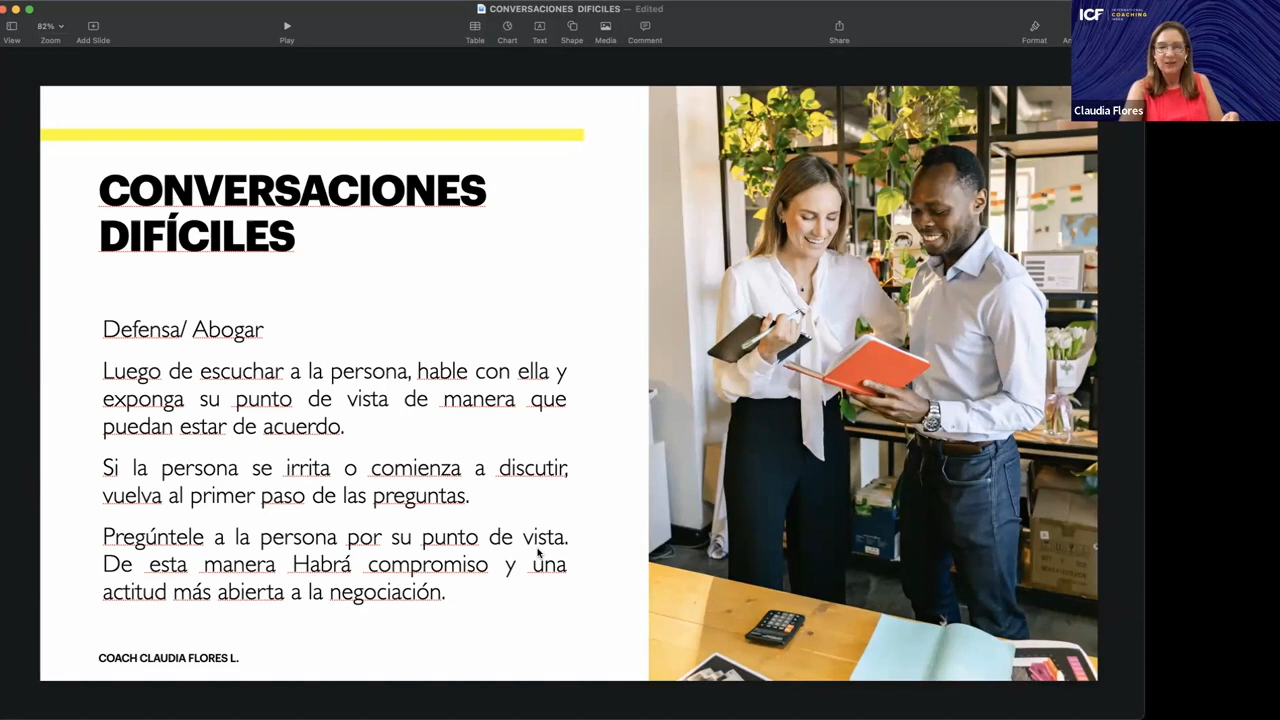 CONVERSACIONES DIFICILES — Edited
View
82%
Zoom
Add Slide
Play
Table
Chart
Text
Shape
Media
Comment
Share
Format
ICF INTERNATIONAL
COACHING
WEEK
Claudia Flores
CONVERSACIONES
DIFÍCILES
Defensa/ Abogar
Luego de escuchar a la persona, hable con ella y
exponga su punto de vista de manera que
puedan estar de acuerdo.
Si la persona se irrita o comienza a discutir,
vuelva al primer paso de las preguntas.
Pregúntele a la persona por su punto de vista.
De esta manera Habrá compromiso y una
actitud más abierta a la negociación.
COACH CLAUDIA FLORES L.